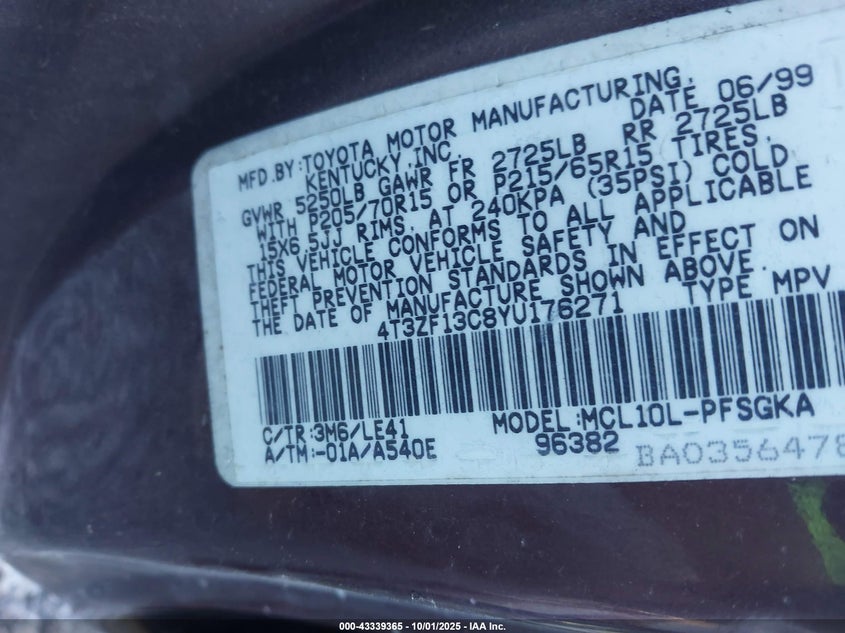 MFD.BY:TOYOTA MOTOR MANUFACTURING,
KENTUCKY,INC. DATE 06/99
GVWR 5250LB GAWR FR 2725LB RR 2725LB
WITH P205/70R15 OR P215/65R15 TIRES,
15X6.5JJ RIMS, AT 240KPA (35PSI) COLD
THIS VEHICLE CONFORMS TO ALL APPLICABLE
FEDERAL MOTOR VEHICLE SAFETY AND
THEFT PREVENTION STANDARDS IN EFFECT ON
THE DATE OF MANUFACTURE SHOWN ABOVE.
4T3ZF13C8YU176271 TYPE MPV
C/TR:3M6/LE41 MODEL:MCL10L-PFSGKA
A/TM:-01A/A540E 96382 BA0356478
000-43339365 - 10/01/2025 - IAA Inc.